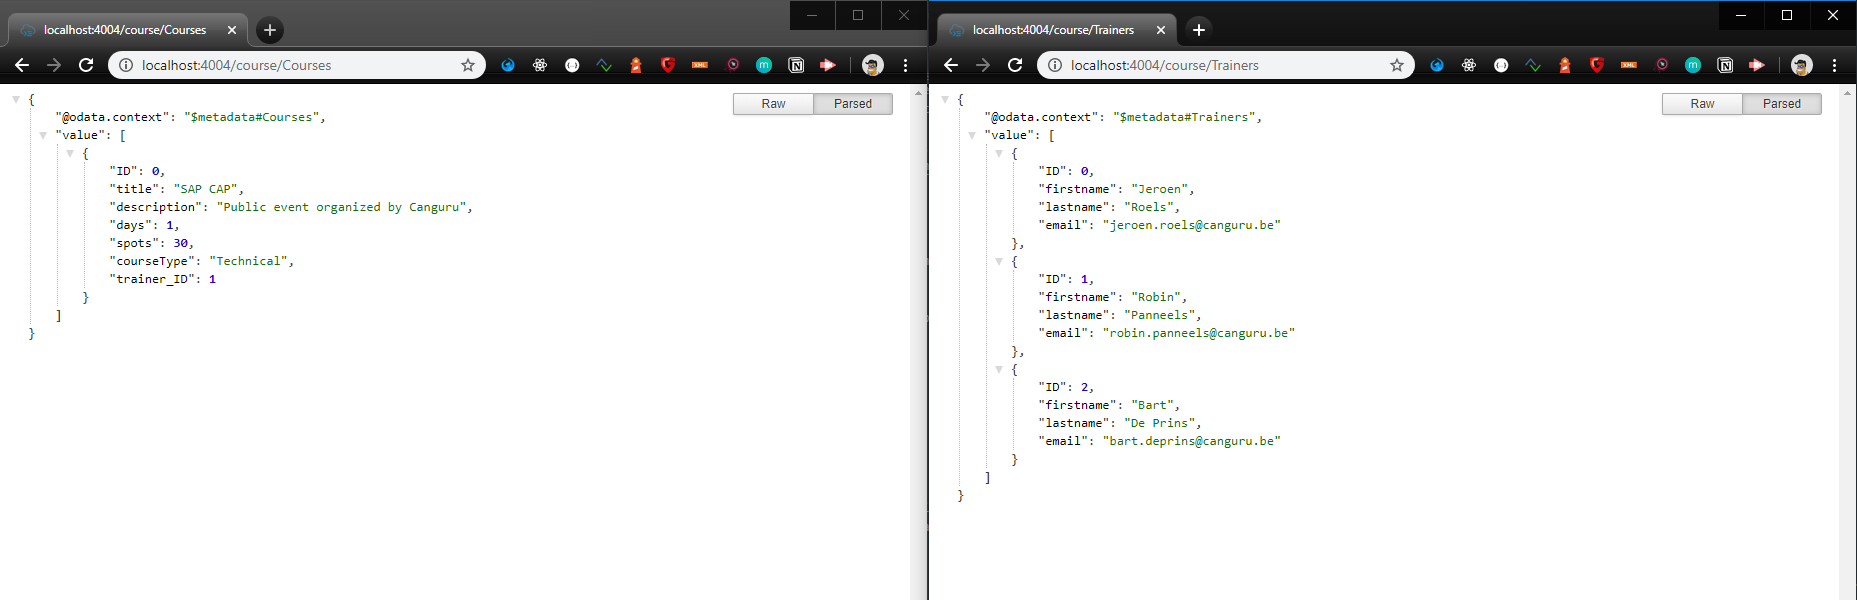 localhost:4004/course/Courses
localhost:4004/course/Courses
Raw
Parsed
{
"@odata.context": "$metadata#Courses",
"value": [
{
"ID": 0,
"title": "SAP CAP",
"description": "Public event organized by Canguru",
"days": 1,
"spots": 30,
"courseType": "Technical",
"trainer_ID": 1
}
]
}
localhost:4004/course/Trainers
localhost:4004/course/Trainers
Raw
Parsed
{
"@odata.context": "$metadata#Trainers",
"value": [
{
"ID": 0,
"firstname": "Jeroen",
"lastname": "Roels",
"email": "jeroen.roels@canguru.be"
},
{
"ID": 1,
"firstname": "Robin",
"lastname": "Panneels",
"email": "robin.panneels@canguru.be"
},
{
"ID": 2,
"firstname": "Bart",
"lastname": "De Prins",
"email": "bart.deprins@canguru.be"
}
]
}